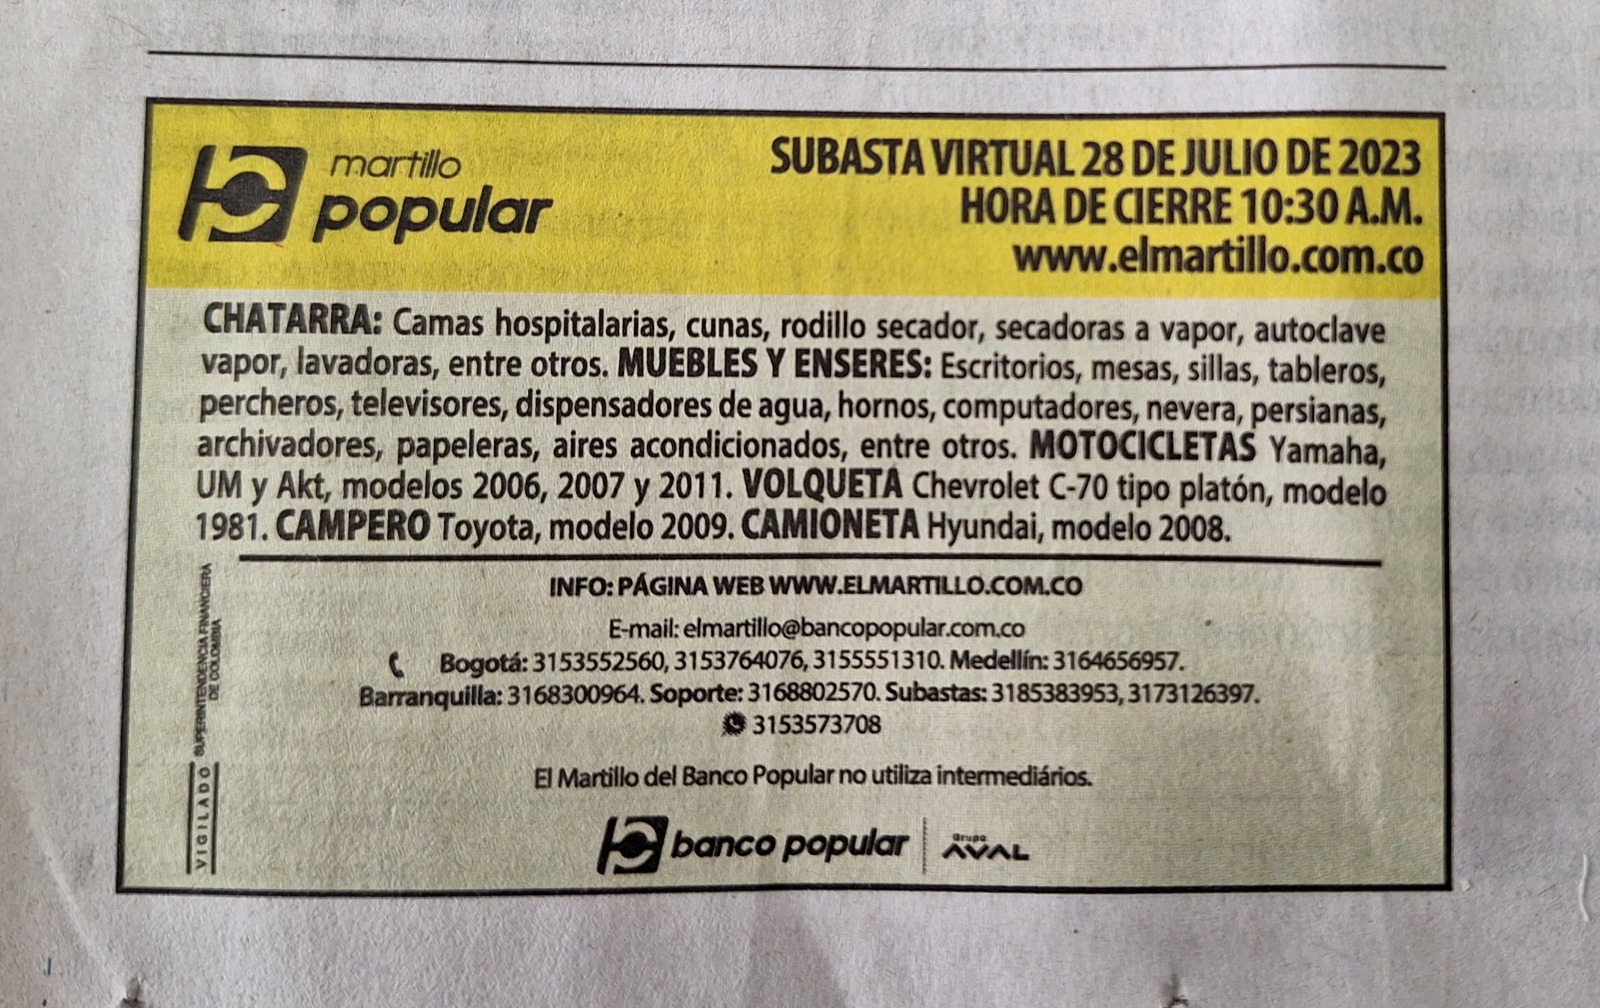 martillo
popular
SUBASTA VIRTUAL 28 DE JULIO DE 2023
HORA DE CIERRE 10:30 A.M.
www.elmartillo.com.co
CHATARRA: Camas hospitalarias, cunas, rodillo secador, secadoras a vapor, autoclave
vapor, lavadoras, entre otros. MUEBLES Y ENSERES: Escritorios, mesas, sillas, tableros,
percheros, televisores, dispensadores de agua, hornos, computadores, nevera, persianas,
archivadores, papeleras, aires acondicionados, entre otros. MOTOCICLETAS Yamaha,
UM y Akt, modelos 2006, 2007 y 2011. VOLQUETA Chevrolet C-70 tipo platón, modelo
1981. CAMPERO Toyota, modelo 2009. CAMIONETA Hyundai, modelo 2008.
INFO: PÁGINA WEB WWW.ELMARTILLO.COM.CO
E-mail: elmartillo@bancopopular.com.co
Bogotá: 3153552560, 3153764076, 3155551310. Medellín: 3164656957.
Barranquilla: 3168300964. Soporte: 3168802570. Subastas: 3185383953, 3173126397.
3153573708
El Martillo del Banco Popular no utiliza intermediários.
banco popular
Grupo
AVAL
VIGILADO
SUPERINTENDENCIA FINANCIERA
DE COLOMBIA